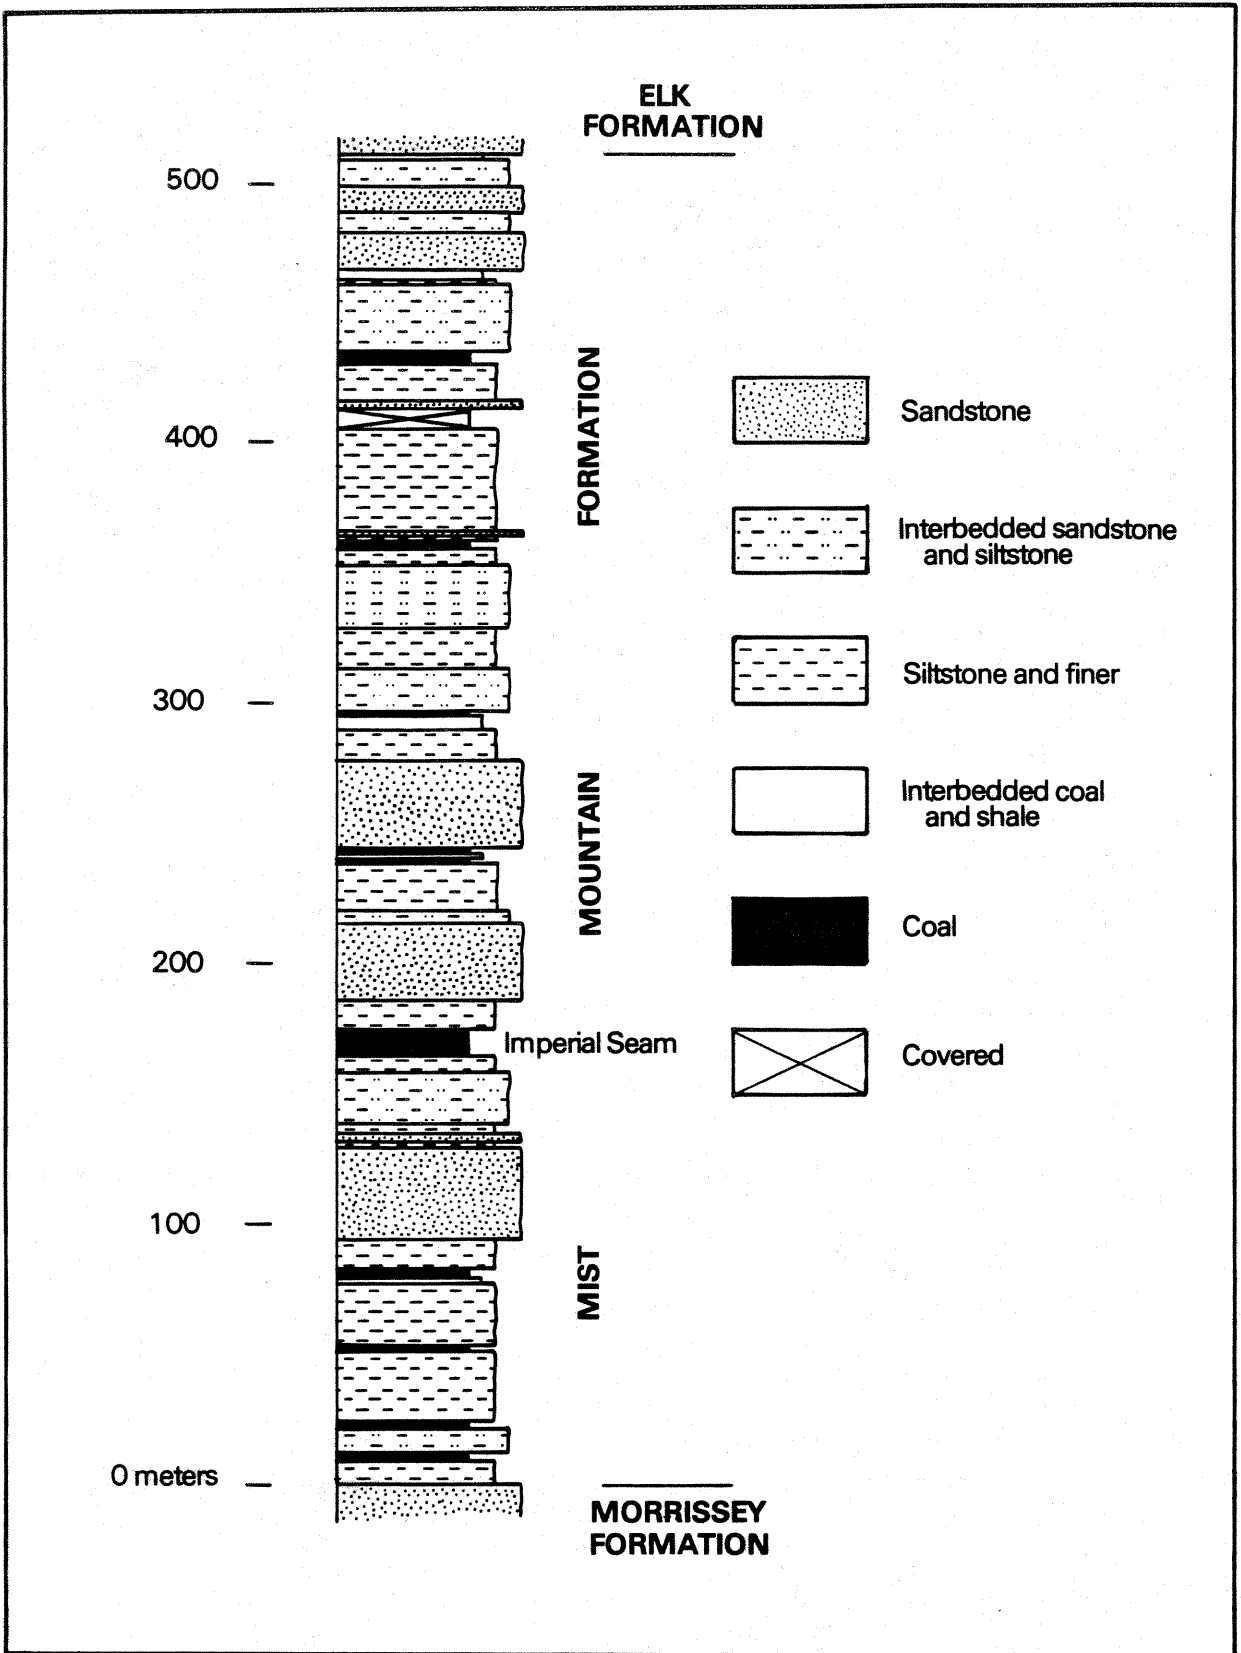 ELK
FORMATION
500
400
300
200
100
0 meters
FORMATION
MOUNTAIN
MIST
Imperial Seam
MORRISSEY
FORMATION
Sandstone
Interbedded sandstone
and siltstone
Siltstone and finer
Interbedded coal
and shale
Coal
Covered